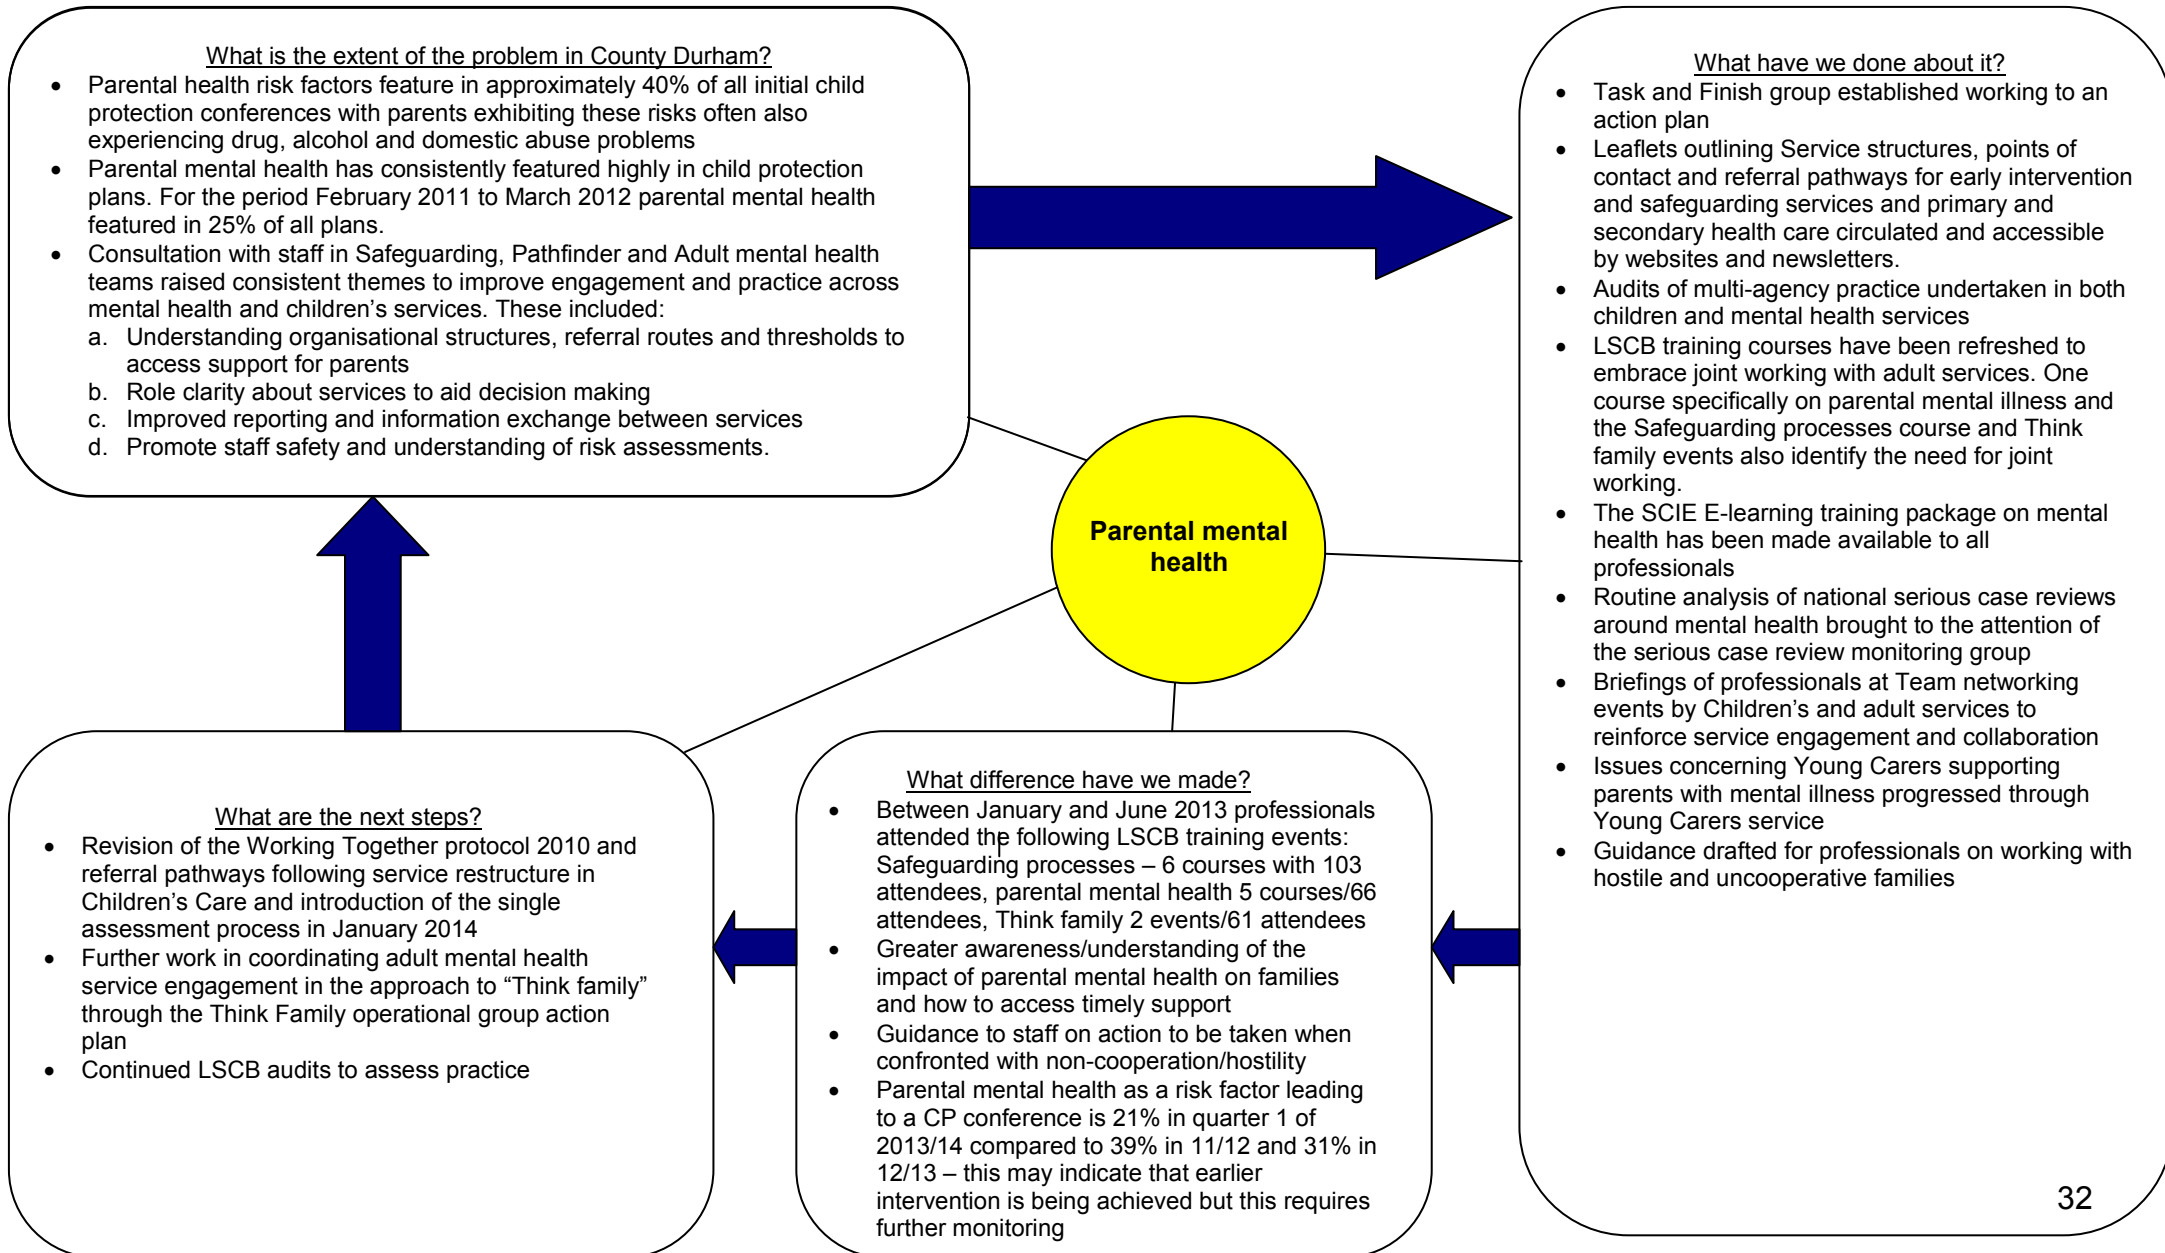 What is the extent of the problem in County Durham?
• Parental health risk factors feature in approximately 40% of all initial child
protection conferences with parents exhibiting these risks often also
experiencing drug, alcohol and domestic abuse problems
• Parental mental health has consistently featured highly in child protection
plans. For the period February 2011 to March 2012 parental mental health
featured in 25% of all plans.
• Consultation with staff in Safeguarding, Pathfinder and Adult mental health
teams raised consistent themes to improve engagement and practice across
mental health and children’s services. These included:
a. Understanding organisational structures, referral routes and thresholds to
access support for parents
b. Role clarity about services to aid decision making
c. Improved reporting and information exchange between services
d. Promote staff safety and understanding of risk assessments.
What have we done about it?
• Task and Finish group established working to an
action plan
• Leaflets outlining Service structures, points of
contact and referral pathways for early intervention
and safeguarding services and primary and
secondary health care circulated and accessible
by websites and newsletters.
• Audits of multi-agency practice undertaken in both
children and mental health services
• LSCB training courses have been refreshed to
embrace joint working with adult services. One
course specifically on parental mental illness and
the Safeguarding processes course and Think
family events also identify the need for joint
working.
• The SCIE E-learning training package on mental
health has been made available to all
professionals
• Routine analysis of national serious case reviews
around mental health brought to the attention of
the serious case review monitoring group
• Briefings of professionals at Team networking
events by Children’s and adult services to
reinforce service engagement and collaboration
• Issues concerning Young Carers supporting
parents with mental illness progressed through
Young Carers service
• Guidance drafted for professionals on working with
hostile and uncooperative families
Parental mental
health
What difference have we made?
• Between January and June 2013 professionals
attended the following LSCB training events:
Safeguarding processes – 6 courses with 103
attendees, parental mental health 5 courses/66
attendees, Think family 2 events/61 attendees
• Greater awareness/understanding of the
impact of parental mental health on families
and how to access timely support
• Guidance to staff on action to be taken when
confronted with non-cooperation/hostility
• Parental mental health as a risk factor leading
to a CP conference is 21% in quarter 1 of
2013/14 compared to 39% in 11/12 and 31% in
12/13 – this may indicate that earlier
intervention is being achieved but this requires
further monitoring
What are the next steps?
• Revision of the Working Together protocol 2010 and
referral pathways following service restructure in
Children’s Care and introduction of the single
assessment process in January 2014
• Further work in coordinating adult mental health
service engagement in the approach to “Think family”
through the Think Family operational group action
plan
• Continued LSCB audits to assess practice
32